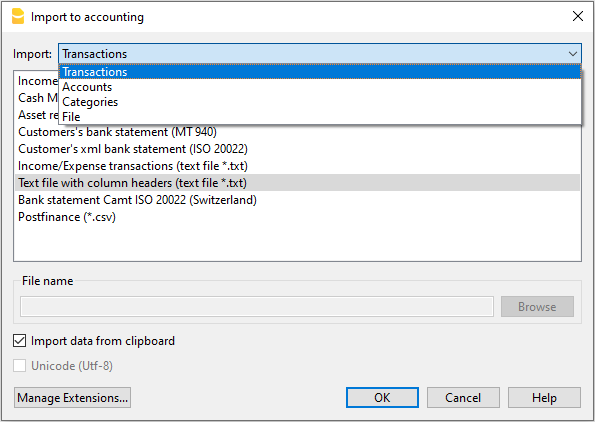 Import to accounting
Import:
Transactions
Transactions
Accounts
Categories
File
Income
Cash M
Asset re
Customers's bank statement (MT 940)
Customer's xml bank statement (ISO 20022)
Income/Expense transactions (text file *.txt)
Text file with column headers (text file *.txt)
Bank statement Camt ISO 20022 (Switzerland)
Postfinance (*.csv)
File name
Browse
Import data from clipboard
Unicode (Utf-8)
Manage Extensions...
OK
Cancel
Help